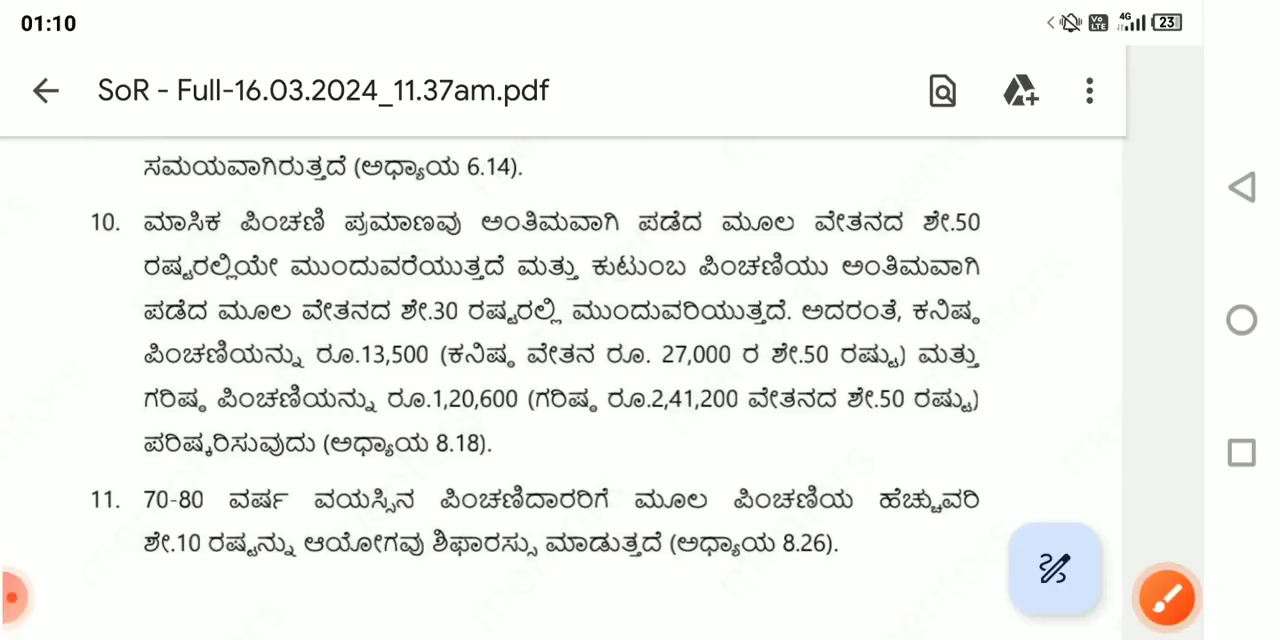 01:10
4G
Vo LTE
23
SoR - Full-16.03.2024_11.37am.pdf
ಸಮಯವಾಗಿರುತ್ತದೆ (ಅಧ್ಯಾಯ 6.14).
10. ಮಾಸಿಕ ಪಿಂಚಣಿ ಪ್ರಮಾಣವು ಅಂತಿಮವಾಗಿ ಪಡೆದ ಮೂಲ ವೇತನದ ಶೇ.50
ರಷ್ಟರಲ್ಲಿಯೇ ಮುಂದುವರೆಯುತ್ತದೆ ಮತ್ತು ಕುಟುಂಬ ಪಿಂಚಣಿಯು ಅಂತಿಮವಾಗಿ
ಪಡೆದ ಮೂಲ ವೇತನದ ಶೇ.30 ರಷ್ಟರಲ್ಲಿ ಮುಂದುವರಿಯುತ್ತದೆ. ಅದರಂತೆ, ಕನಿಷ್ಠ
ಪಿಂಚಣಿಯನ್ನು ರೂ.13,500 (ಕನಿಷ್ಠ ವೇತನ ರೂ. 27,000 ರ ಶೇ.50 ರಷ್ಟು) ಮತ್ತು
ಗರಿಷ್ಠ ಪಿಂಚಣಿಯನ್ನು ರೂ.1,20,600 (ಗರಿಷ್ಠ ರೂ.2,41,200 ವೇತನದ ಶೇ.50 ರಷ್ಟು)
ಪರಿಷ್ಕರಿಸುವುದು (ಅಧ್ಯಾಯ 8.18).
11. 70-80 ವರ್ಷ ವಯಸ್ಸಿನ ಪಿಂಚಣಿದಾರರಿಗೆ ಮೂಲ ಪಿಂಚಣಿಯ ಹೆಚ್ಚುವರಿ
ಶೇ.10 ರಷ್ಟನ್ನು ಆಯೋಗವು ಶಿಫಾರಸ್ಸು ಮಾಡುತ್ತದೆ (ಅಧ್ಯಾಯ 8.26).